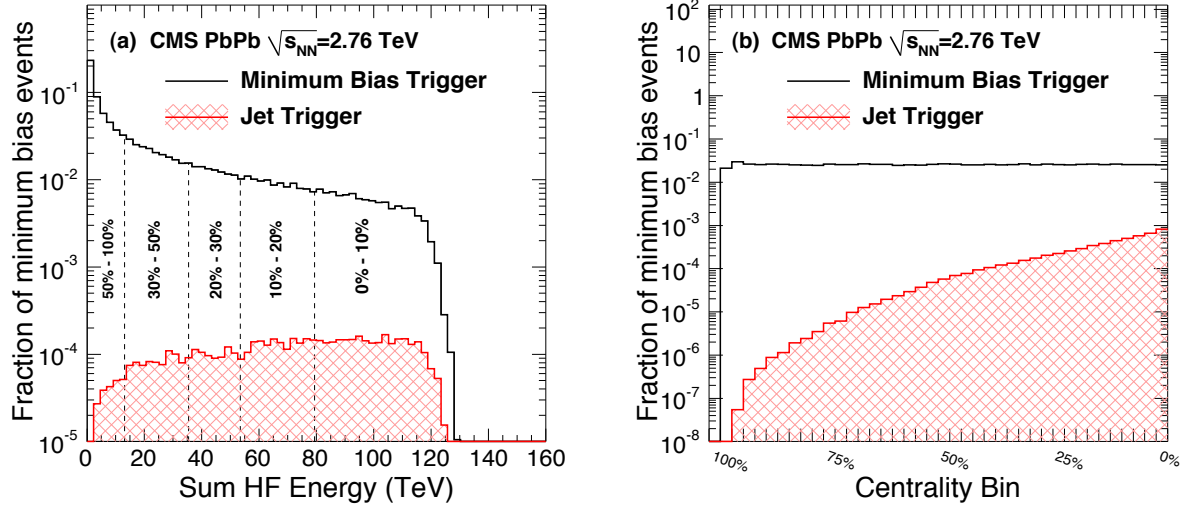 (a) CMS PbPb √s_NN=2.76 TeV
Minimum Bias Trigger
Jet Trigger
Fraction of minimum bias events
10⁻¹
10⁻²
10⁻³
10⁻⁴
10⁻⁵
50% - 100%
30% - 50%
20% - 30%
10% - 20%
0% - 10%
0 20 40 60 80 100 120 140 160
Sum HF Energy (TeV)
(b) CMS PbPb √s_NN=2.76 TeV
Minimum Bias Trigger
Jet Trigger
Fraction of minimum bias events
10²
10
1
10⁻¹
10⁻²
10⁻³
10⁻⁴
10⁻⁵
10⁻⁶
10⁻⁷
10⁻⁸
100% 75% 50% 25% 0%
Centrality Bin